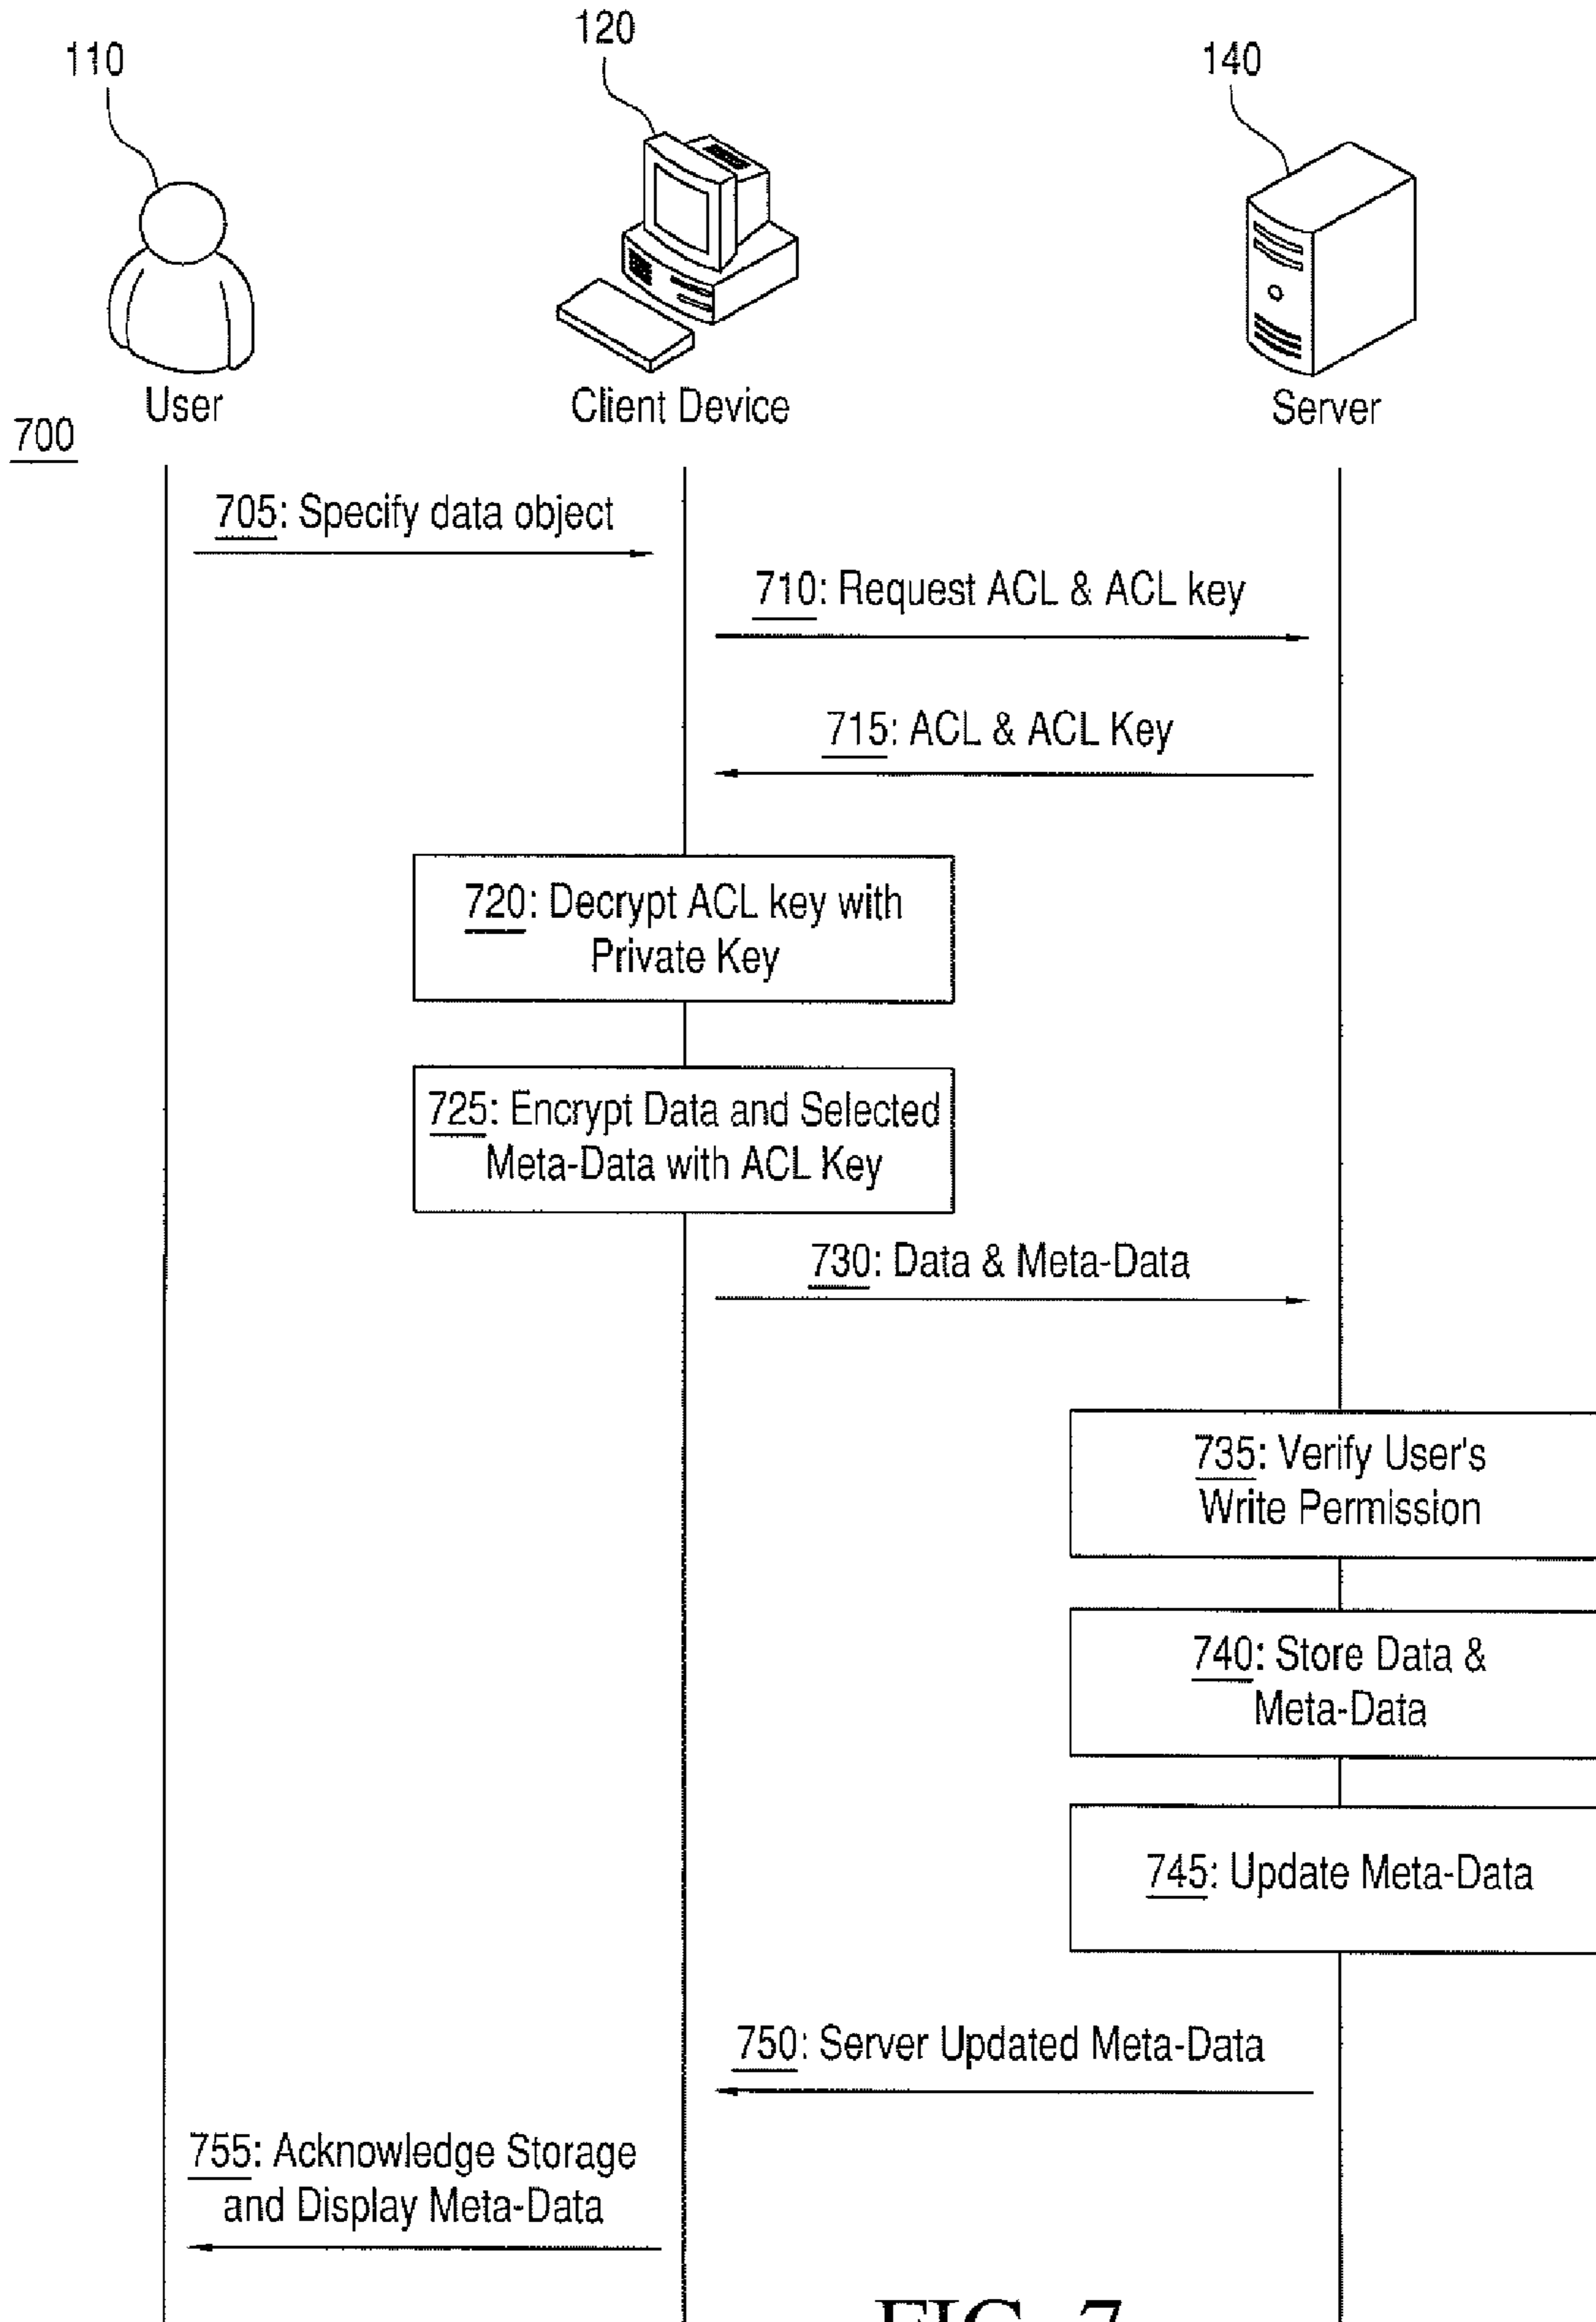 110
120
140
User
Client Device
Server
700
705: Specify data object
710: Request ACL & ACL key
715: ACL & ACL Key
720: Decrypt ACL key with
Private Key
725: Encrypt Data and Selected
Meta-Data with ACL Key
730: Data & Meta-Data
735: Verify User's
Write Permission
740: Store Data &
Meta-Data
745: Update Meta-Data
750: Server Updated Meta-Data
755: Acknowledge Storage
and Display Meta-Data
FIG. 7